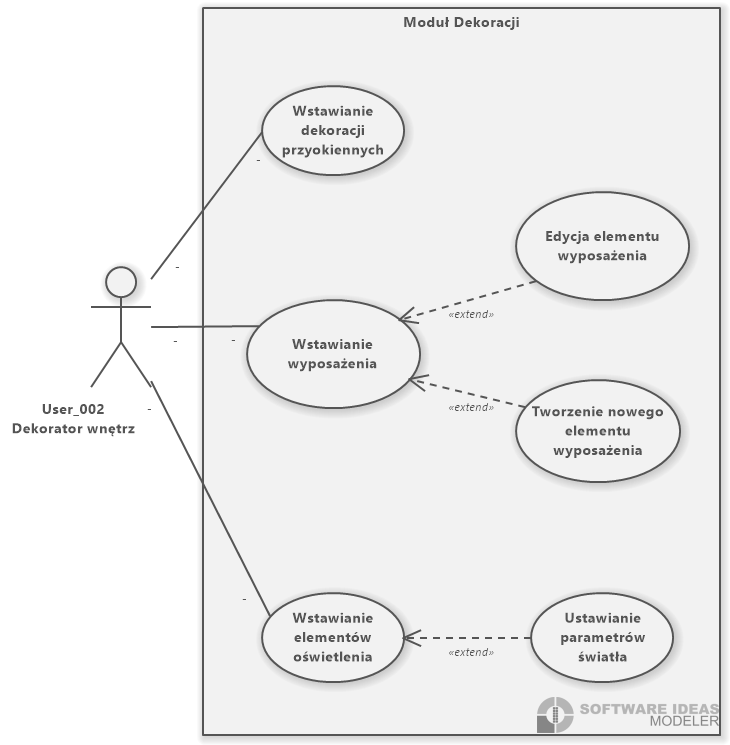 Moduł Dekoracji
Wstawianie
dekoracji
przyokiennych
-
-
Edycja elementu
wyposażenia
«extend»
Wstawianie
wyposażenia
-
-
User_002
Dekorator wnętrz
-
«extend»
Tworzenie nowego
elementu
wyposażenia
-
Wstawianie
elementów
oświetlenia
«extend»
Ustawianie
parametrów
światła
SOFTWARE IDEAS
MODELER